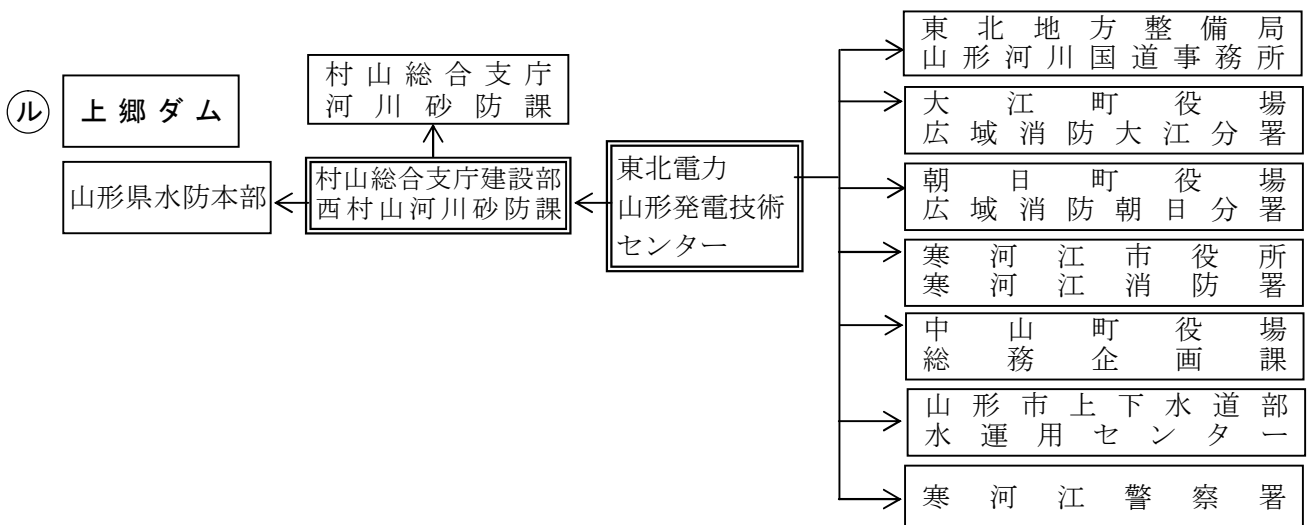 ル
上郷ダム
村山総合支庁
河川砂防課
山形県水防本部
村山総合支庁建設部
西村山河川砂防課
東北電力
山形発電技術
センター
東北地方整備局
山形河川国道事務所
大江町役場
広域消防大江分署
朝日町役場
広域消防朝日分署
寒河江市役所
寒河江消防署
中山町役場
総務企画課
山形市上下水道部
水運用センター
寒河江警察署